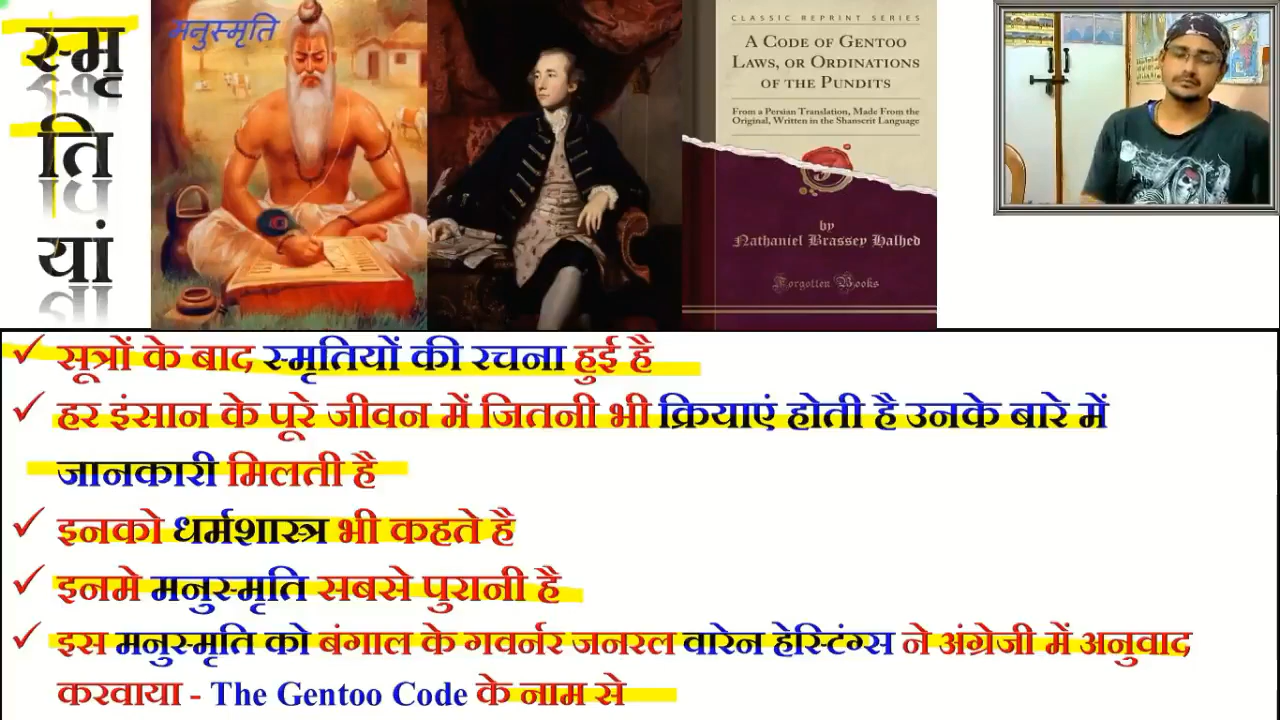 स्मृ
ति
यां
मनुस्मृति
CLASSIC REPRINT SERIES
A CODE OF GENTOO
LAWS, OR ORDINATIONS
OF THE PUNDITS
From a Persian Translation, Made From the
Original, Written in the Shanscrit Language
by
Nathaniel Brassey Halhed
Forgotten Books
✓ सूत्रों के बाद स्मृतियों की रचना हुई है
✓ हर इंसान के पूरे जीवन में जितनी भी क्रियाएं होती है उनके बारे में
जानकारी मिलती है
✓ इनको धर्मशास्त्र भी कहते है
✓ इनमे मनुस्मृति सबसे पुरानी है
✓ इस मनुस्मृति को बंगाल के गवर्नर जनरल वारेन हेस्टिंग्स ने अंग्रेजी में अनुवाद
करवाया - The Gentoo Code के नाम से